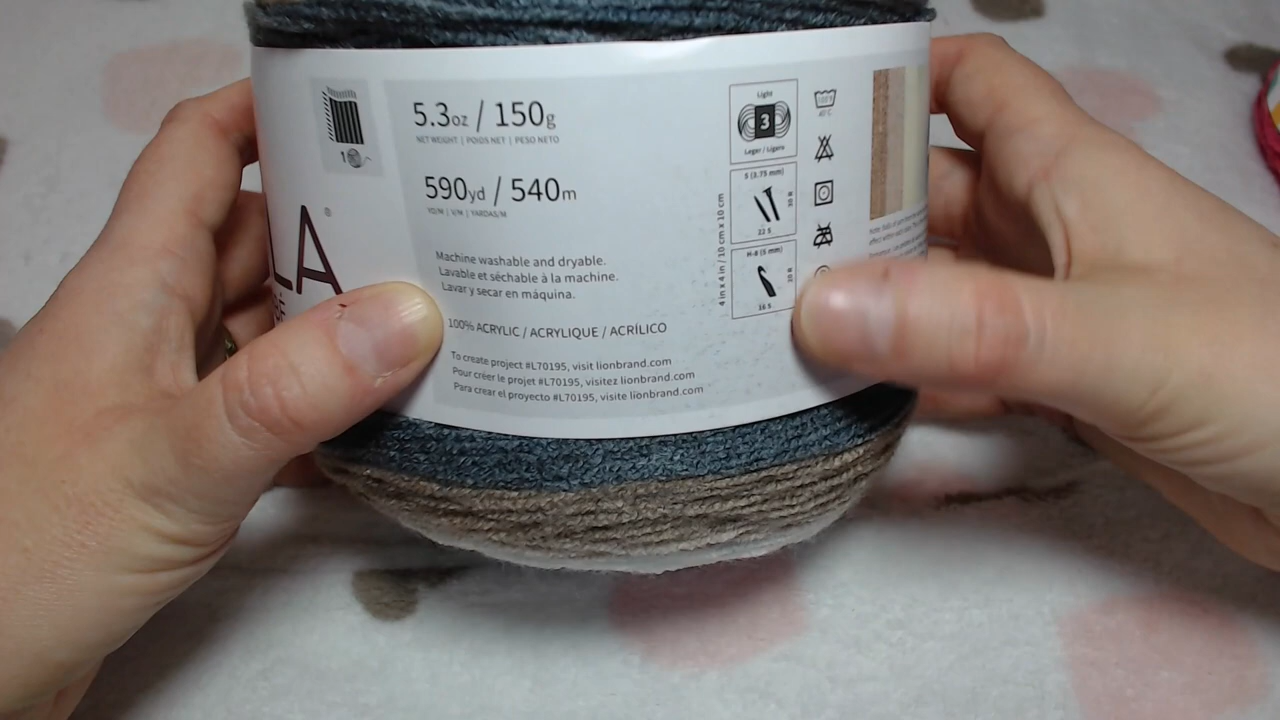 LA
®
1
5.3oz / 150g
NET WEIGHT | POIDS NET | PESO NETO
590yd / 540m
YD/M | V/M | YARDAS/M
Machine washable and dryable.
Lavable et séchable à la machine.
Lavar y secar en máquina.
100% ACRYLIC / ACRYLIQUE / ACRÍLICO
To create project #L70195, visit lionbrand.com
Pour créer le projet #L70195, visitez lionbrand.com
Para crear el proyecto #L70195, visite lionbrand.com
4 in x 4 in / 10 cm x 10 cm
Light
3
Leger / Ligero
5 (3.75 mm)
30 R
22 S
H-8 (5 mm)
20 R
16 S